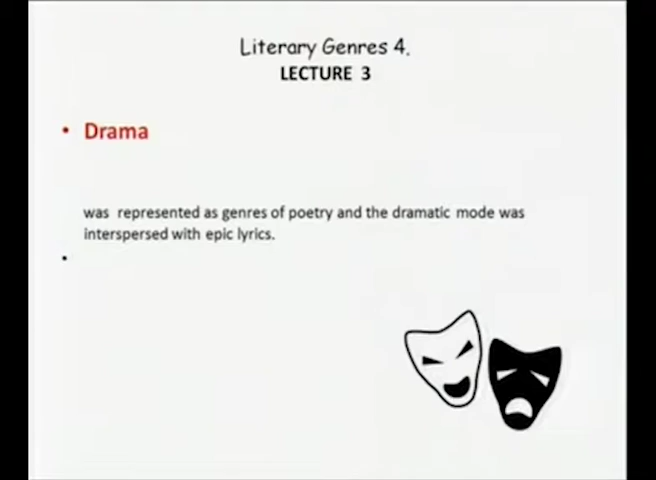 Literary Genres 4.
LECTURE 3
• Drama
was represented as genres of poetry and the dramatic mode was
interspersed with epic lyrics.
•